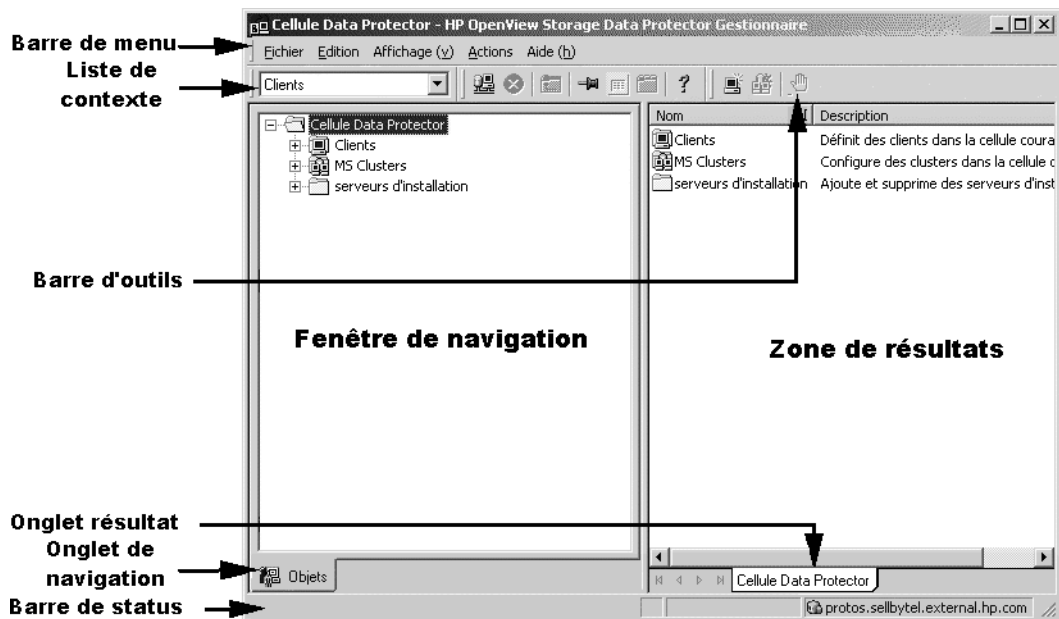 Cellule Data Protector - HP OpenView Storage Data Protector Gestionnaire
Barre de menu
Fichier Edition Affichage (v) Actions Aide (h)
Liste de
contexte
Clients
Nom
Description
Cellule Data Protector
Clients
MS Clusters
serveurs d'installation
Clients Définit des clients dans la cellule coura
MS Clusters Configure des clusters dans la cellule c
serveurs d'installation Ajoute et supprime des serveurs d'inst
Barre d'outils
Fenêtre de navigation
Zone de résultats
Onglet résultat
Onglet de
navigation
Objets
Cellule Data Protector
Barre de status
protos.sellbytel.external.hp.com